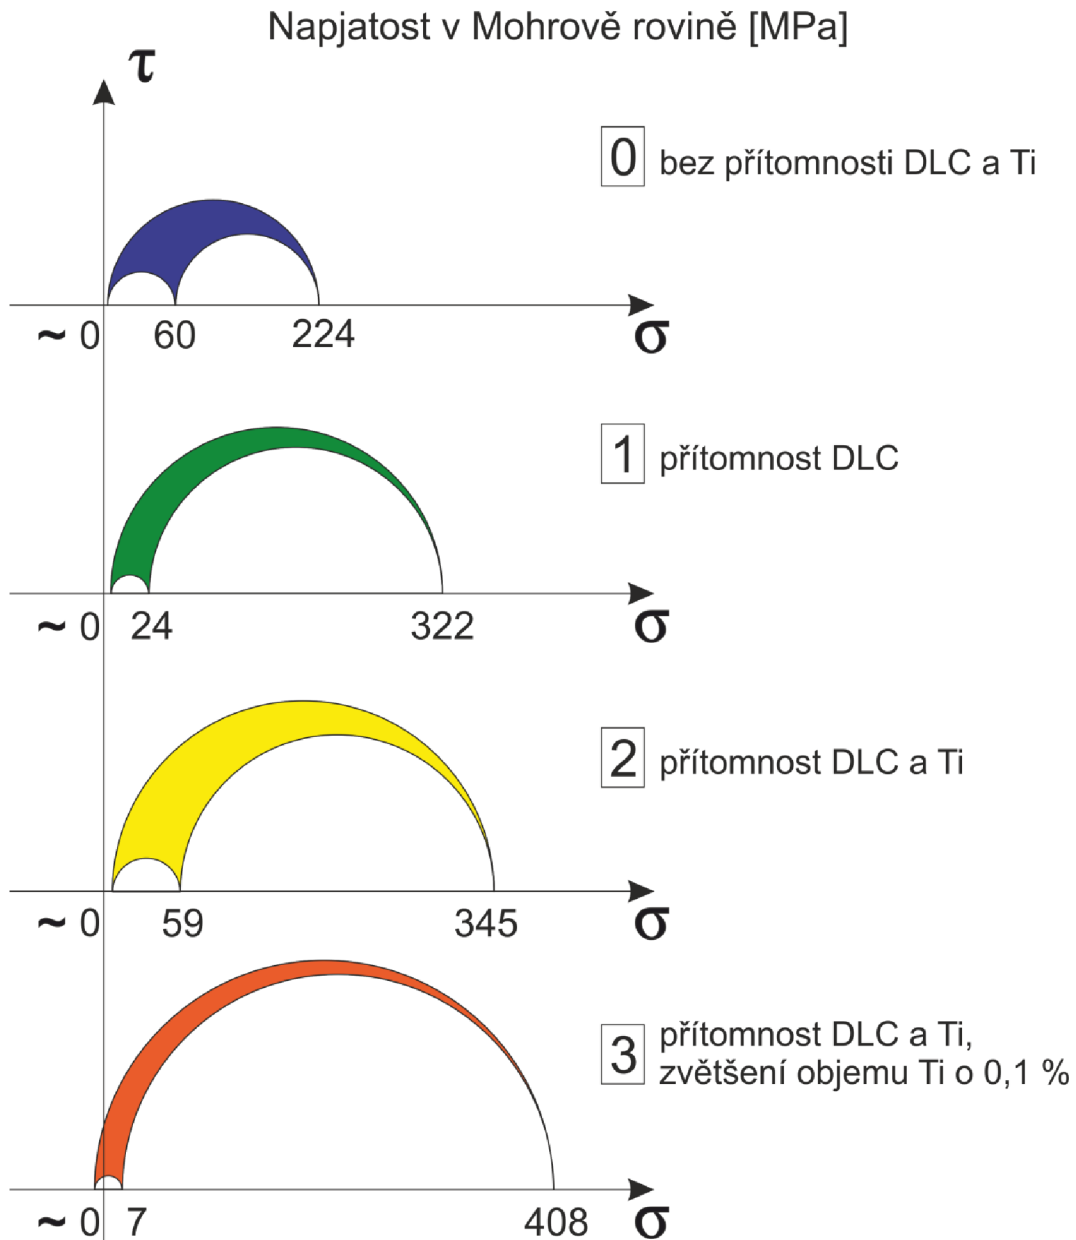 Napjatost v Mohrově rovině [MPa]
τ
0 bez přítomnosti DLC a Ti
~ 0 60 224 σ
1 přítomnost DLC
~ 0 24 322 σ
2 přítomnost DLC a Ti
~ 0 59 345 σ
3 přítomnost DLC a Ti,
zvětšení objemu Ti o 0,1 %
~ 0 7 408 σ